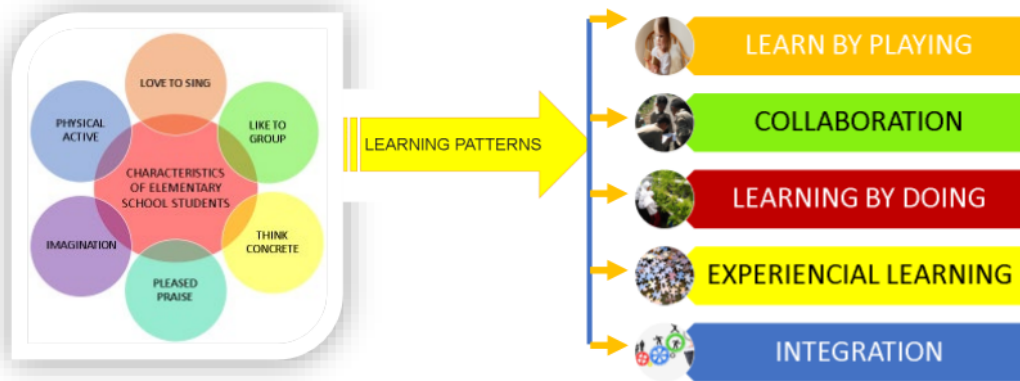 LOVE TO SING
PHYSICAL
ACTIVE
LIKE TO
GROUP
CHARACTERISTICS
OF ELEMENTARY
SCHOOL STUDENTS
IMAGINATION
THINK
CONCRETE
PLEASED
PRAISE
LEARNING PATTERNS
LEARN BY PLAYING
COLLABORATION
LEARNING BY DOING
EXPERIENCIAL LEARNING
INTEGRATION